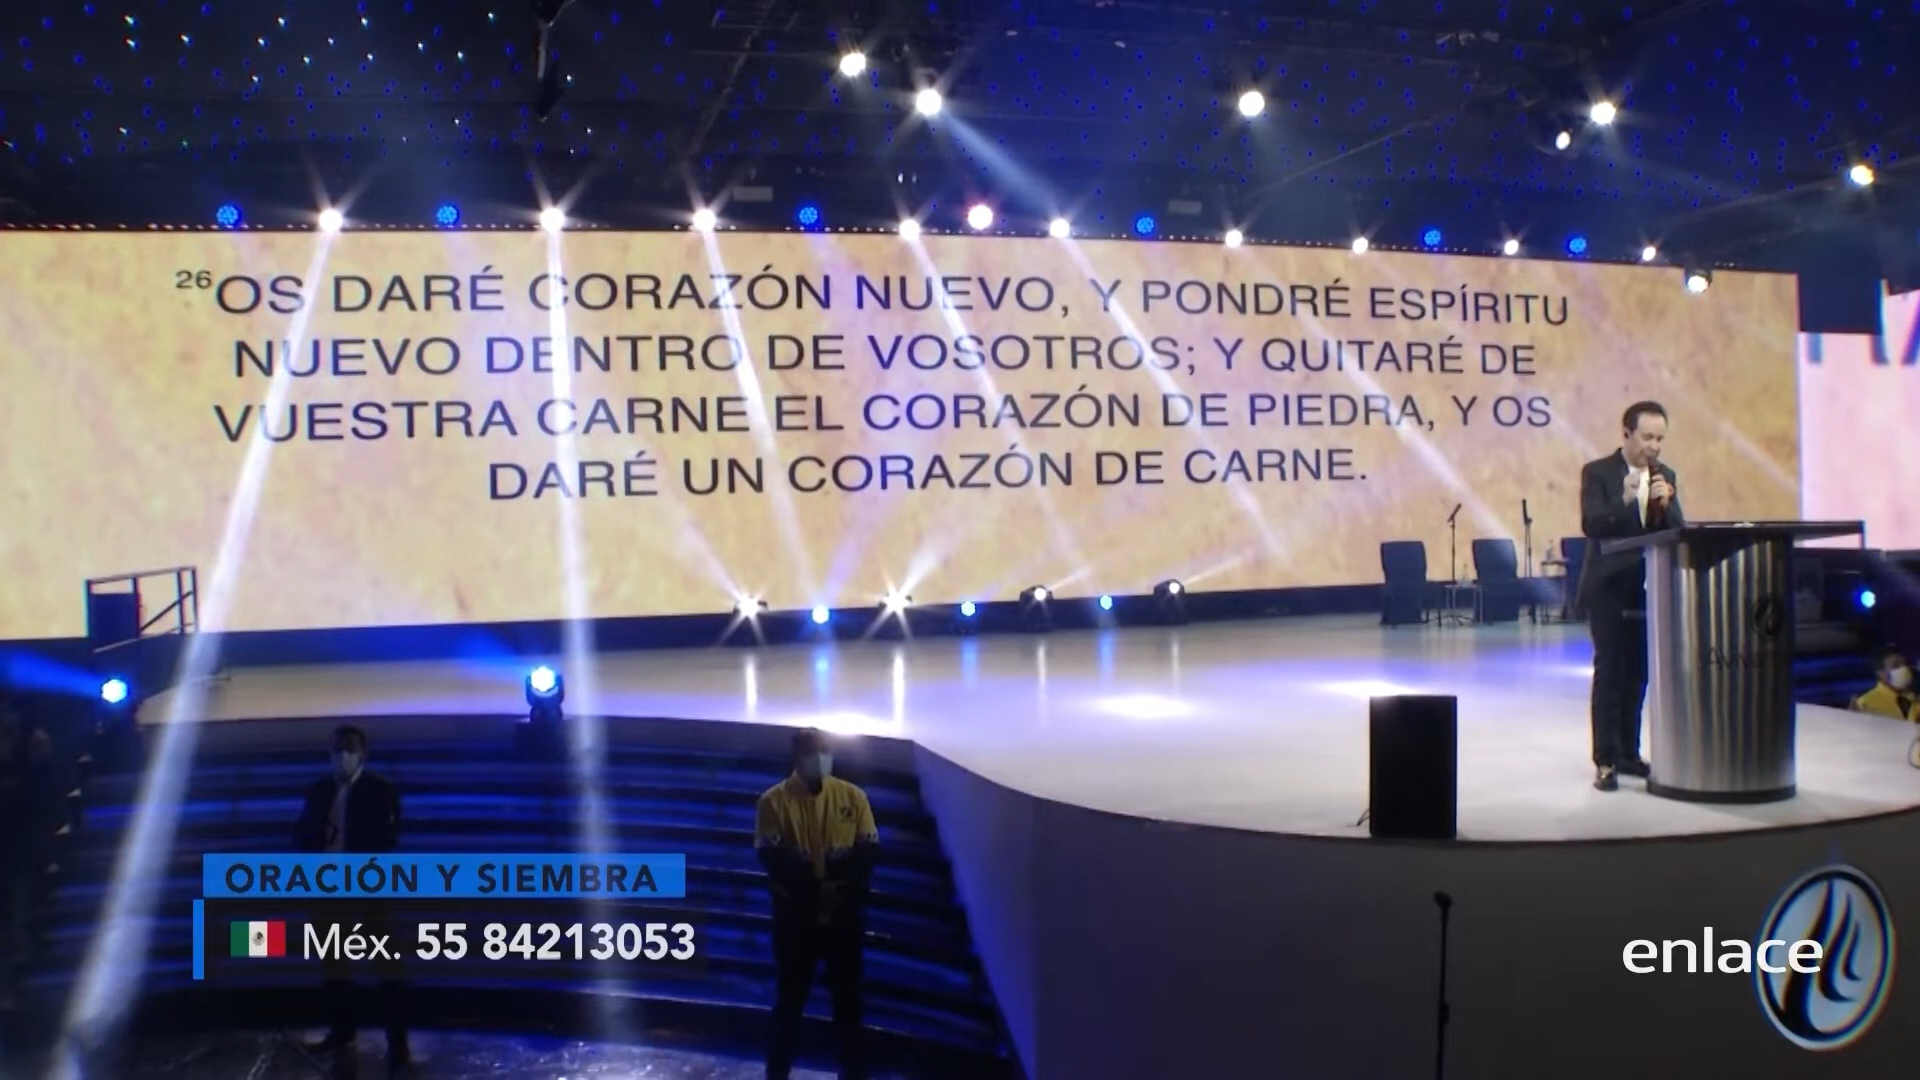 26OS DARÉ CORAZÓN NUEVO, Y PONDRÉ ESPÍRITU
NUEVO DENTRO DE VOSOTROS; Y QUITARÉ DE
VUESTRA CARNE EL CORAZÓN DE PIEDRA, Y OS
DARÉ UN CORAZÓN DE CARNE.
ORACIÓN Y SIEMBRA
Méx. 55 84213053
enlace